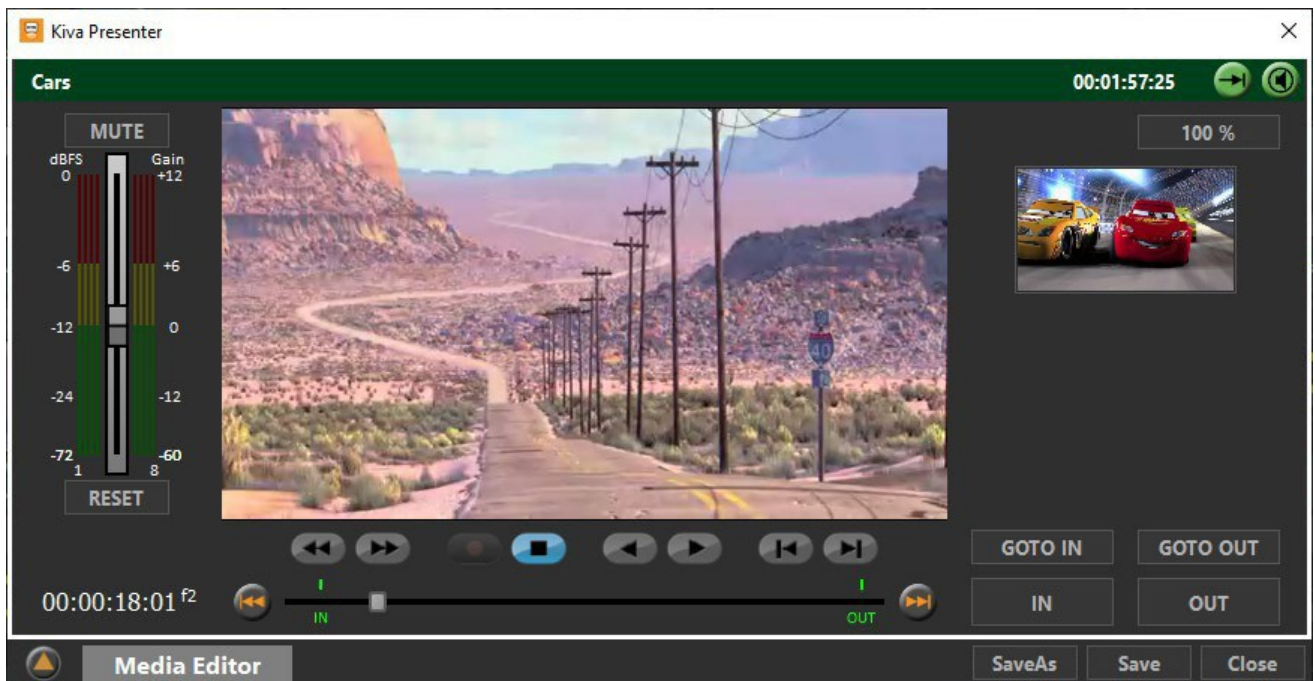 Kiva Presenter
Cars
00:01:57:25
MUTE
100 %
dBFS Gain
0 +12
-6 +6
-12 0
-24 -12
-72 -60
1 8
RESET
40
GOTO IN GOTO OUT
00:00:18:01 f2
IN OUT
IN OUT
Media Editor
SaveAs Save Close